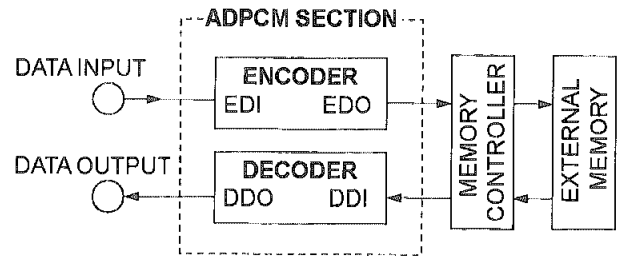 ADPCM SECTION
DATA INPUT
ENCODER
EDI EDO
DATA OUTPUT
DECODER
DDO DDI
MEMORY
CONTROLLER
EXTERNAL
MEMORY